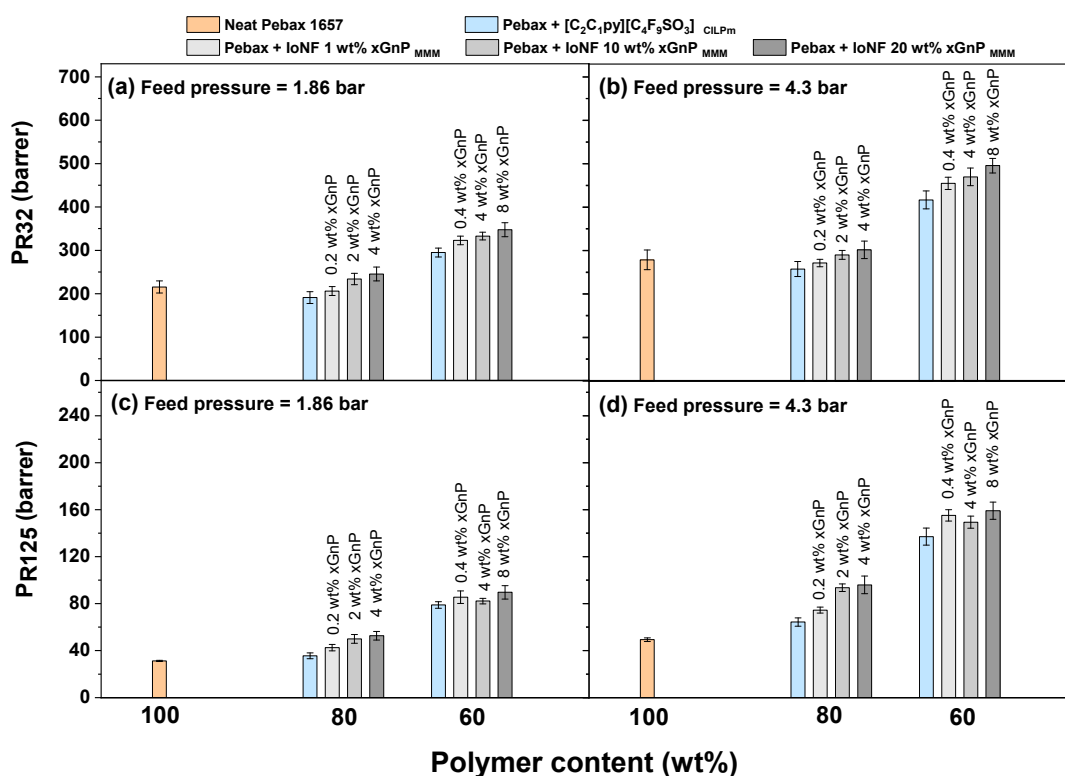 Neat Pebax 1657
Pebax + [C₂C₁py][C₄F₉SO₃] CILPm
Pebax + IoNF 1 wt% xGnP MMM
Pebax + IoNF 10 wt% xGnP MMM
Pebax + IoNF 20 wt% xGnP MMM
(a) Feed pressure = 1.86 bar
PR32 (barrer)
700
600
500
400
300
200
100
0
0.2 wt% xGnP
2 wt% xGnP
4 wt% xGnP
0.4 wt% xGnP
4 wt% xGnP
8 wt% xGnP
(b) Feed pressure = 4.3 bar
0.2 wt% xGnP
2 wt% xGnP
4 wt% xGnP
0.4 wt% xGnP
4 wt% xGnP
8 wt% xGnP
(c) Feed pressure = 1.86 bar
PR125 (barrer)
240
200
160
120
80
40
0
0.2 wt% xGnP
2 wt% xGnP
4 wt% xGnP
0.4 wt% xGnP
4 wt% xGnP
8 wt% xGnP
(d) Feed pressure = 4.3 bar
0.2 wt% xGnP
2 wt% xGnP
4 wt% xGnP
0.4 wt% xGnP
4 wt% xGnP
8 wt% xGnP
100 80 60 100 80 60
Polymer content (wt%)